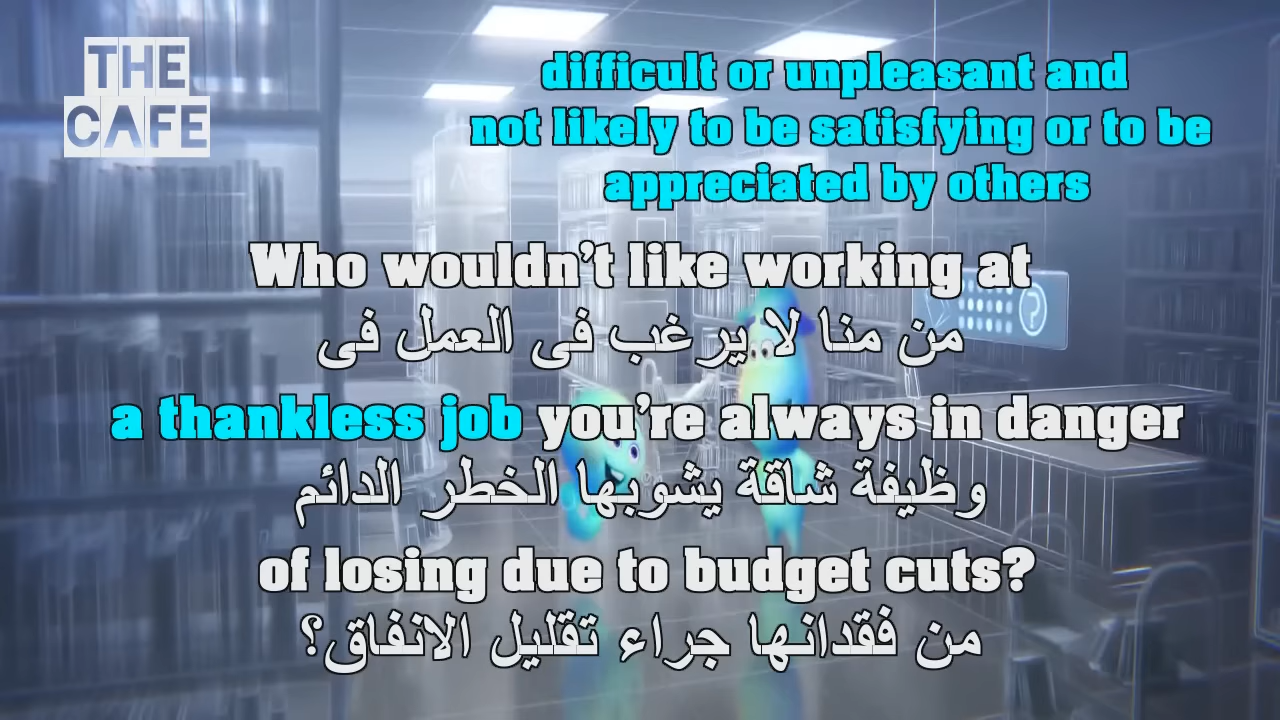 THE
CAFE
difficult or unpleasant and
not likely to be satisfying or to be
appreciated by others
Who wouldn't like working at
من منا لا يرغب فى العمل فى
a thankless job you're always in danger
وظيفة شاقة يشوبها الخطر الدائم
of losing due to budget cuts?
من فقدانها جراء تقليل الانفاق؟
?